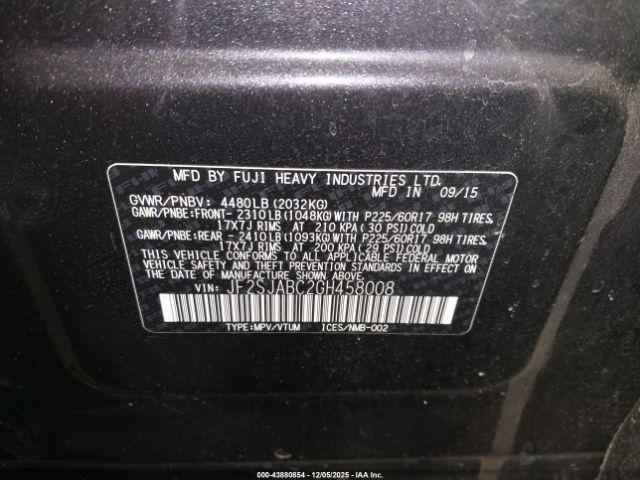 MFD BY FUJI HEAVY INDUSTRIES LTD.
MFD IN 09/15
GVWR/PNBV: 4480LB(2032KG)
GAWR/PNBE:FRONT- 2310LB(1048KG)WITH P225/60R17 98H TIRES,
17X7J RIMS AT 210 KPA(30 PSI)COLD
GAWR/PNBE:REAR -2410LB(1093KG)WITH P225/60R17 98H TIRES,
17X7J RIMS AT 200 KPA(29 PSI)COLD
THIS VEHICLE CONFORMS TO ALL APPLICABLE FEDERAL MOTOR
VEHICLE SAFETY AND THEFT PREVENTION STANDARDS IN EFFECT ON THE
DATE OF MANUFACTURE SHOWN ABOVE.
VIN: JF2SJABC2GH458008
TYPE:MPV/VTUM ICES/NMB-002
000-43880854 | 12/05/2025 - IAA Corp.